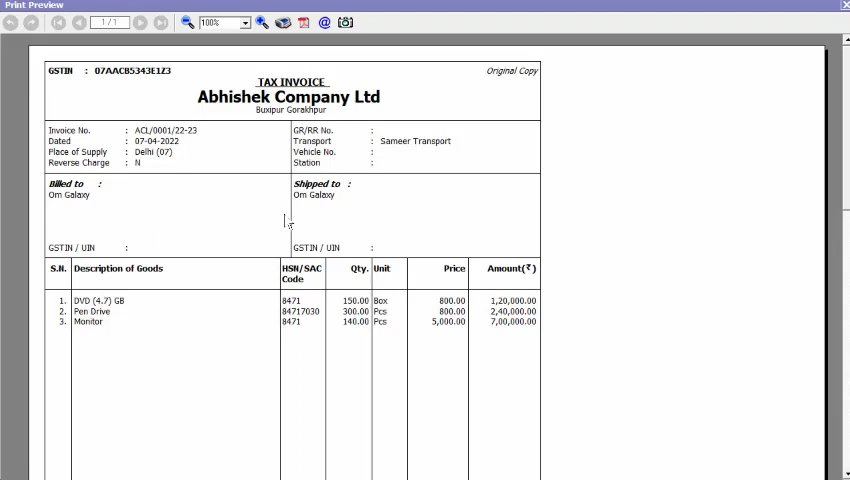 Print Preview
1 / 1
100%
GSTIN : 07AACB5343E1Z3
Original Copy
TAX INVOICE
Abhishek Company Ltd
Buxipur Gorakhpur
Invoice No. : ACL/0001/22-23
Dated : 07-04-2022
Place of Supply : Delhi (07)
Reverse Charge : N
GR/RR No. :
Transport : Sameer Transport
Vehicle No. :
Station :
Billed to :
Om Galaxy
GSTIN / UIN :
Shipped to :
Om Galaxy
GSTIN / UIN :
S.N. Description of Goods HSN/SAC Code Qty. Unit Price Amount(₹)
1. DVD (4.7) GB 8471 150.00 Box 800.00 1,20,000.00
2. Pen Drive 84717030 300.00 Pcs 800.00 2,40,000.00
3. Monitor 8471 140.00 Pcs 5,000.00 7,00,000.00